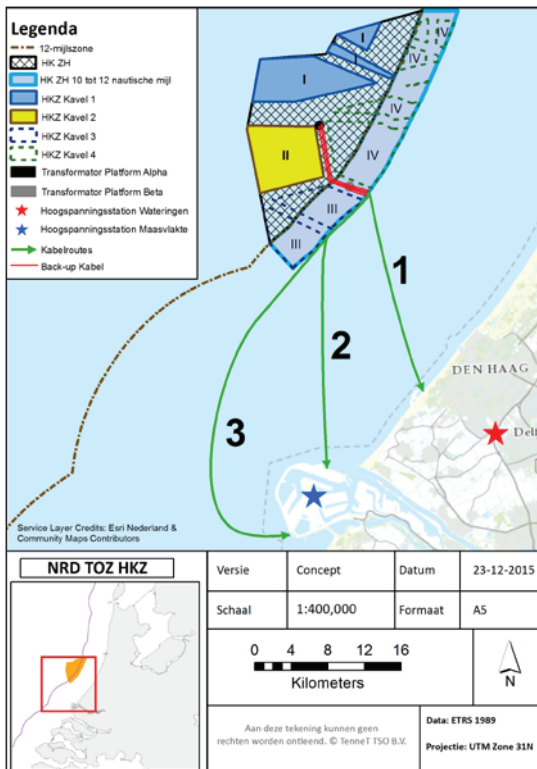 Legenda
12-mijlszone
HK ZH
HK ZH 10 tot 12 nautische mijl
HKZ Kavel 1
HKZ Kavel 2
HKZ Kavel 3
HKZ Kavel 4
Transformator Platform Alpha
Transformator Platform Beta
Hoogspanningsstation Wateringen
Hoogspanningsstation Maasvlakte
Kabelroutes
Back-up Kabel
I
I
I
II
III
III
IV
IV
IV
IV
IV
1
2
3
DEN HAAG
Delf
Service Layer Credits: Esri Nederland &
Community Maps Contributors
NRD TOZ HKZ
Versie Concept Datum 23-12-2015
Schaal 1:400,000 Formaat A5
0 4 8 12 16
Kilometers
N
Aan deze tekening kunnen geen
rechten worden ontleend. © TenneT TSO B.V.
Data: ETRS 1989
Projectie: UTM Zone 31N